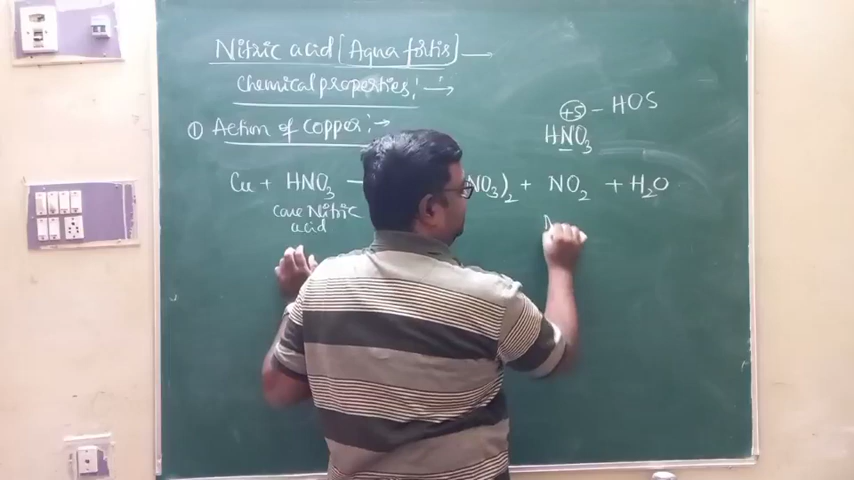 Nitric acid [Aqua fortis]
Chemical properties:→
① Action of Copper:→
+5 - HOS
HNO₃
Cu + HNO₃ — NO₃)₂ + NO₂ + H₂O
conc Nitric
acid